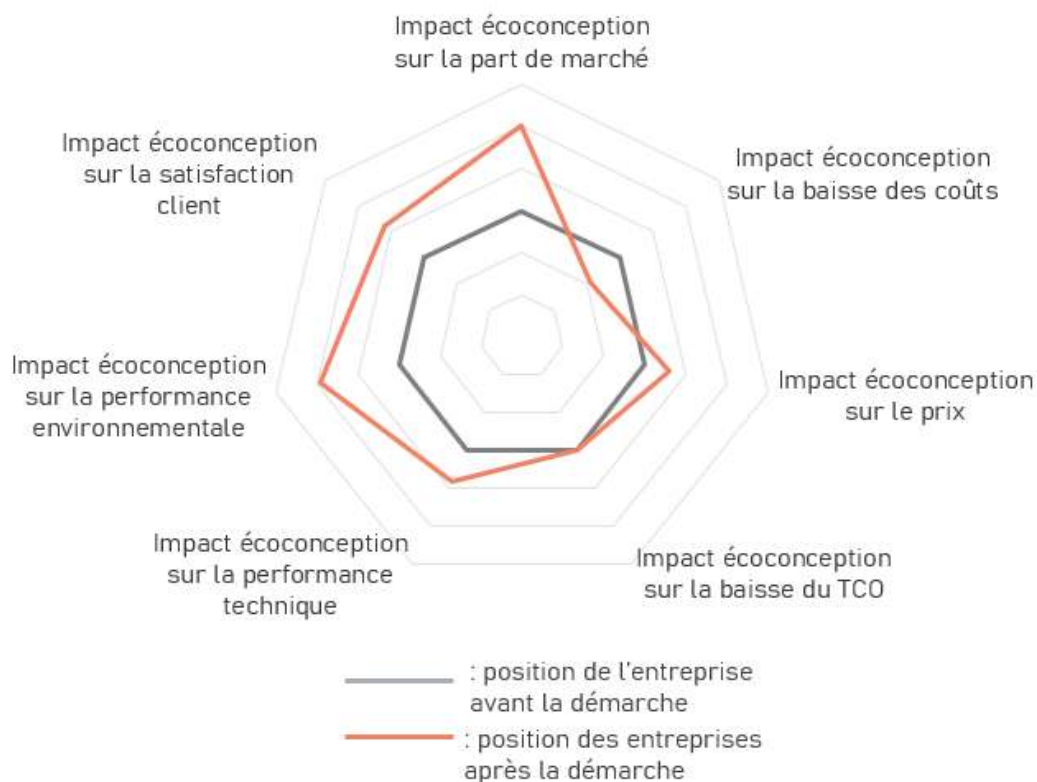 Impact écoconception
sur la part de marché
Impact écoconception
sur la satisfaction
client
Impact écoconception
sur la baisse des coûts
Impact écoconception
sur la performance
environnementale
Impact écoconception
sur le prix
Impact écoconception
sur la performance
technique
Impact écoconception
sur la baisse du TCO
: position de l'entreprise
avant la démarche
: position des entreprises
après la démarche